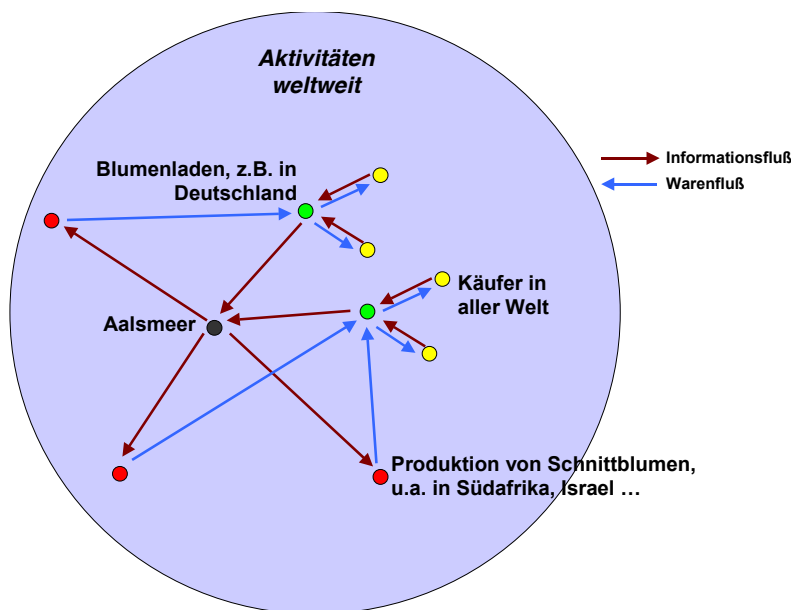 Aktivitäten
weltweit
Informationsfluß
Warenfluß
Blumenladen, z.B. in
Deutschland
Käufer in
aller Welt
Aalsmeer
Produktion von Schnittblumen,
u.a. in Südafrika, Israel …